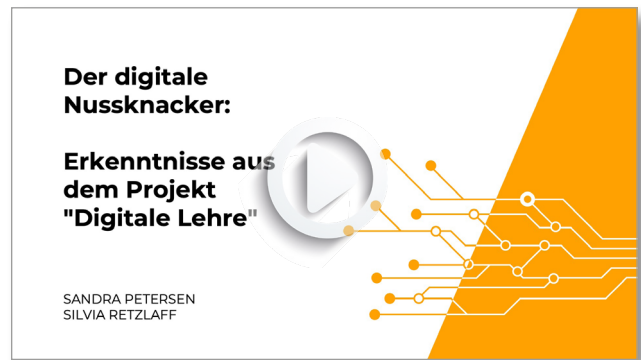 Der digitale
Nussknacker:
Erkenntnisse aus
dem Projekt
"Digitale Lehre"
SANDRA PETERSEN
SILVIA RETZLAFF